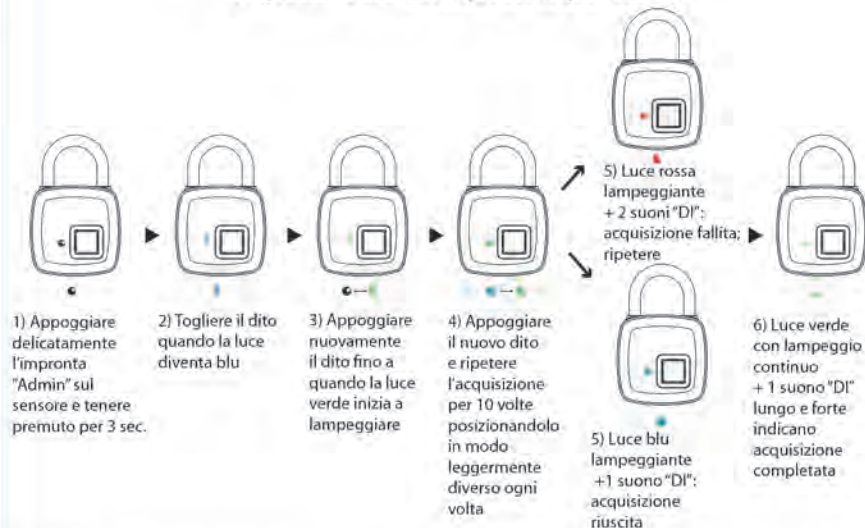 1) Appoggiare
delicatamente
l'impronta
"Admin" sul
sensore e tenere
premuto per 3 sec.
2) Togliere il dito
quando la luce
diventa blu
3) Appoggiare
nuovamente
il dito fino a
quando la luce
verde inizia a
lampeggiare
4) Appoggiare
il nuovo dito
e ripetere
l'acquisizione
per 10 volte
posizionandolo
in modo
leggermente
diverso ogni
volta
5) Luce rossa
lampeggiante
+ 2 suoni "DI":
acquisizione fallita;
ripetere
5) Luce blu
lampeggiante
+1 suono "DI":
acquisizione
riuscita
6) Luce verde
con lampeggio
continuo
+ 1 suono "DI"
lungo e forte
indicano
acquisizione
completata